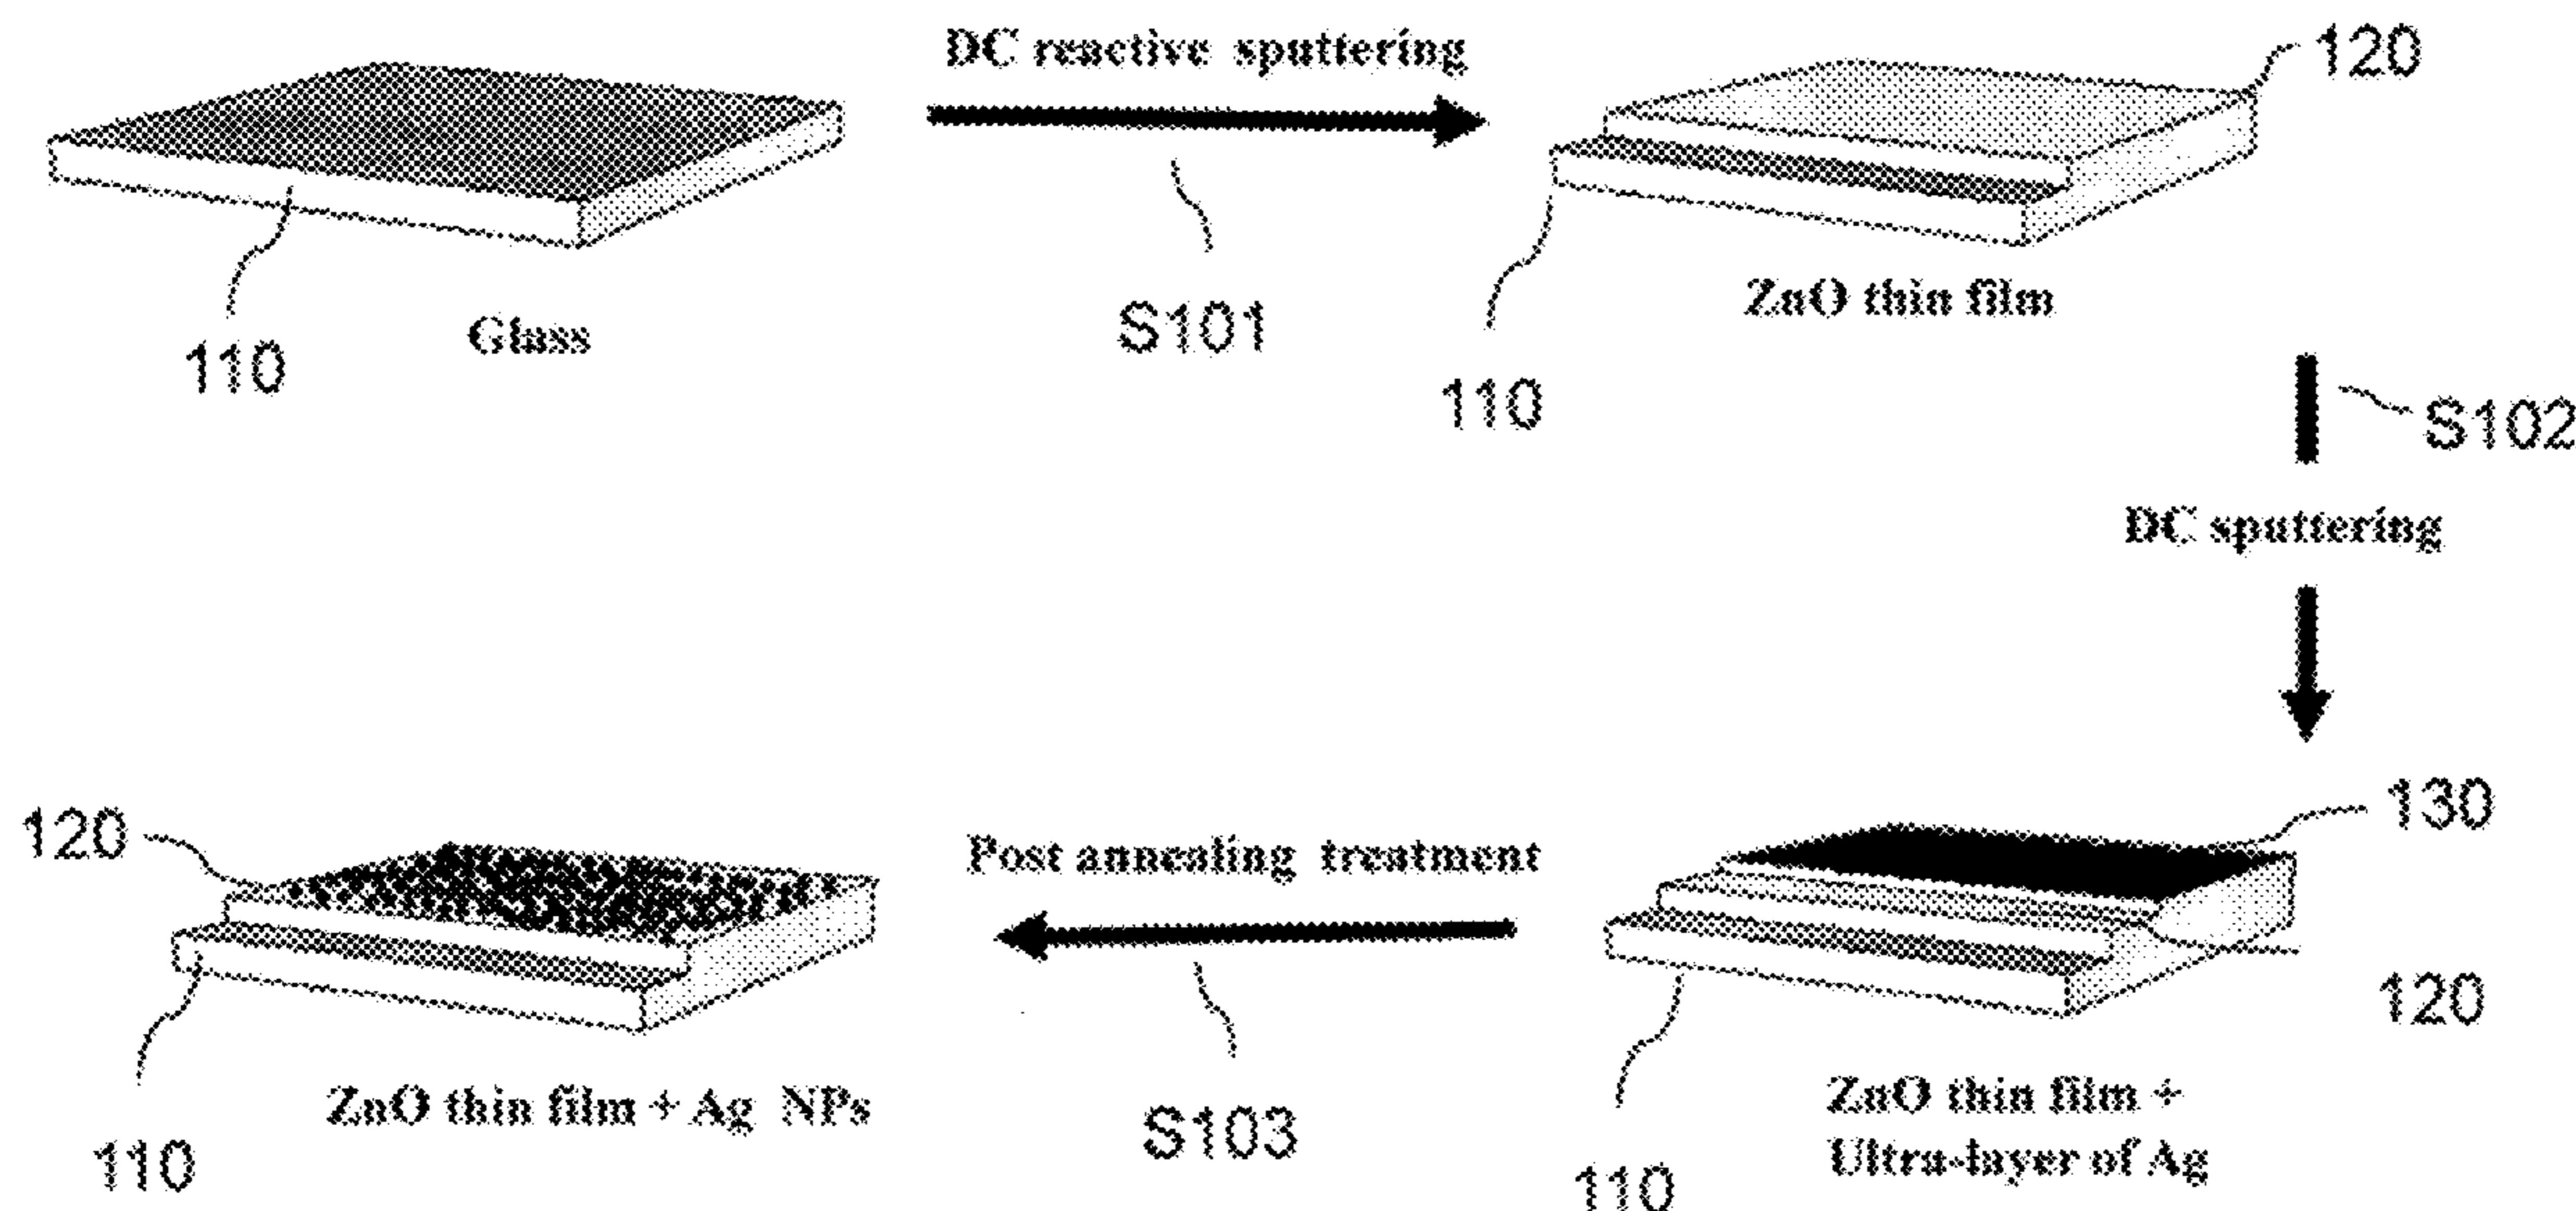 DC reactive sputtering
120
110
Glass
S101
110
ZnO thin film
S102
DC sputtering
120
110
ZnO thin film + Ag NPs
Post annealing treatment
S103
130
120
110
ZnO thin film +
Ultra-layer of Ag